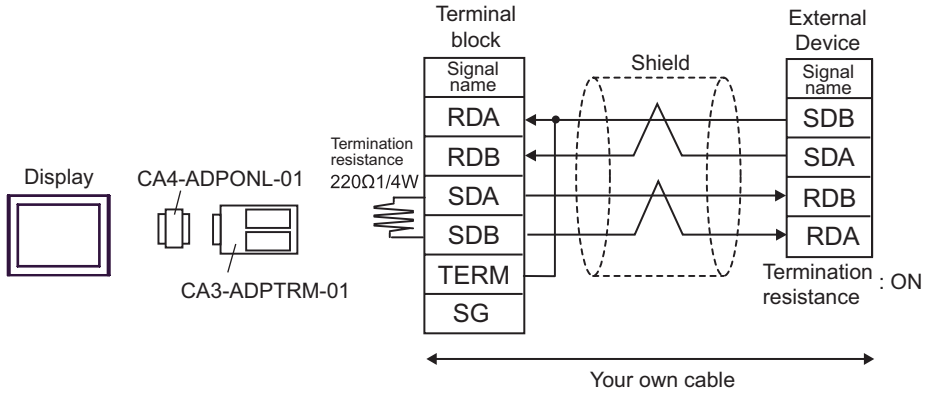 Display
CA4-ADPONL-01
CA3-ADPTRM-01
Termination
resistance
220Ω1/4W
Terminal
block
Signal
name
RDA
RDB
SDA
SDB
TERM
SG
Shield
External
Device
Signal
name
SDB
SDA
RDB
RDA
Termination
resistance : ON
Your own cable